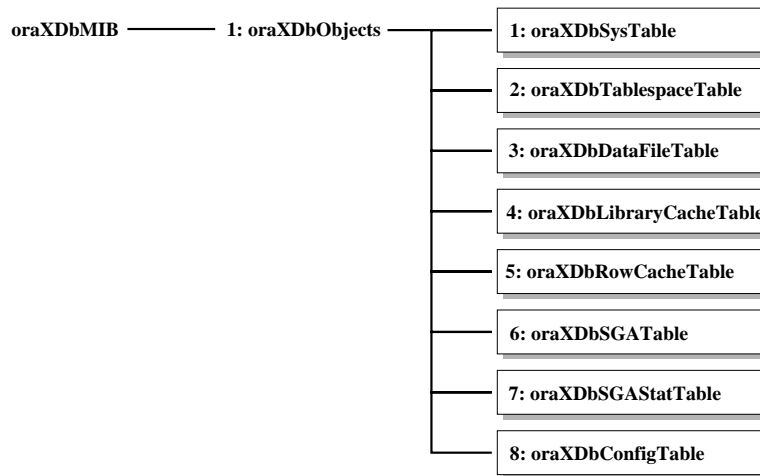 oraXDbMIB
1: oraXDbObjects
1: oraXDbSysTable
2: oraXDbTablespaceTable
3: oraXDbDataFileTable
4: oraXDbLibraryCacheTable
5: oraXDbRowCacheTable
6: oraXDbSGATable
7: oraXDbSGAStatTable
8: oraXDbConfigTable